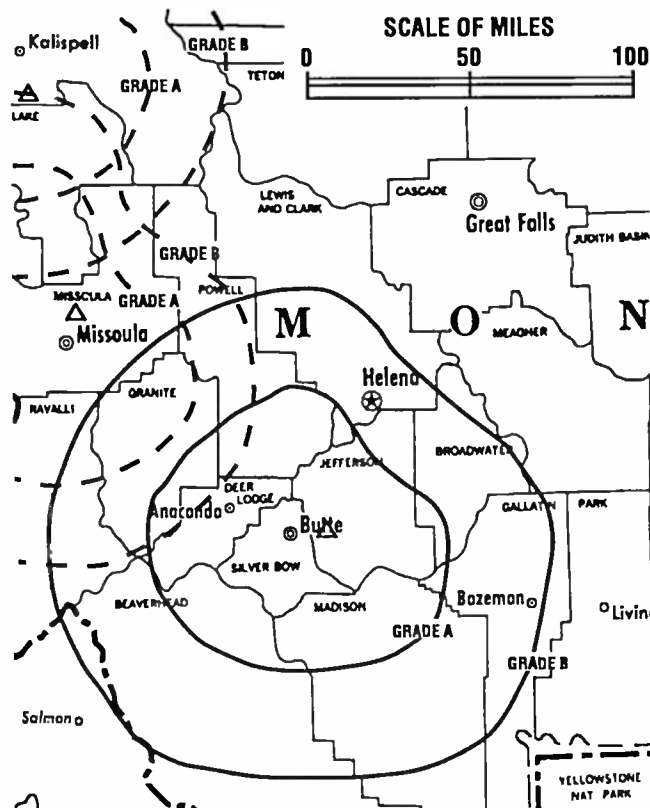 SCALE OF MILES
0 50 100
Kalispell
GRADE B
TETON
GRADE A
LAKE
LEWIS
AND CLARK
CASCADE
Great Falls
JUDITH BASIN
GRADE B
MISSCULA
GRADE A
POWELL
M O N
MEAGHER
Missoula
Helena
RAVALLI
GRANITE
BROADWATER
JEFFERSON
DEER
LODGE
GALLATIN
PARK
Anaconda
Butte
SILVER BOW
BEAVERHEAD
MADISON
Bozeman
Livin
GRADE A
GRADE B
Salmon
YELLOWSTONE
NAT PARK